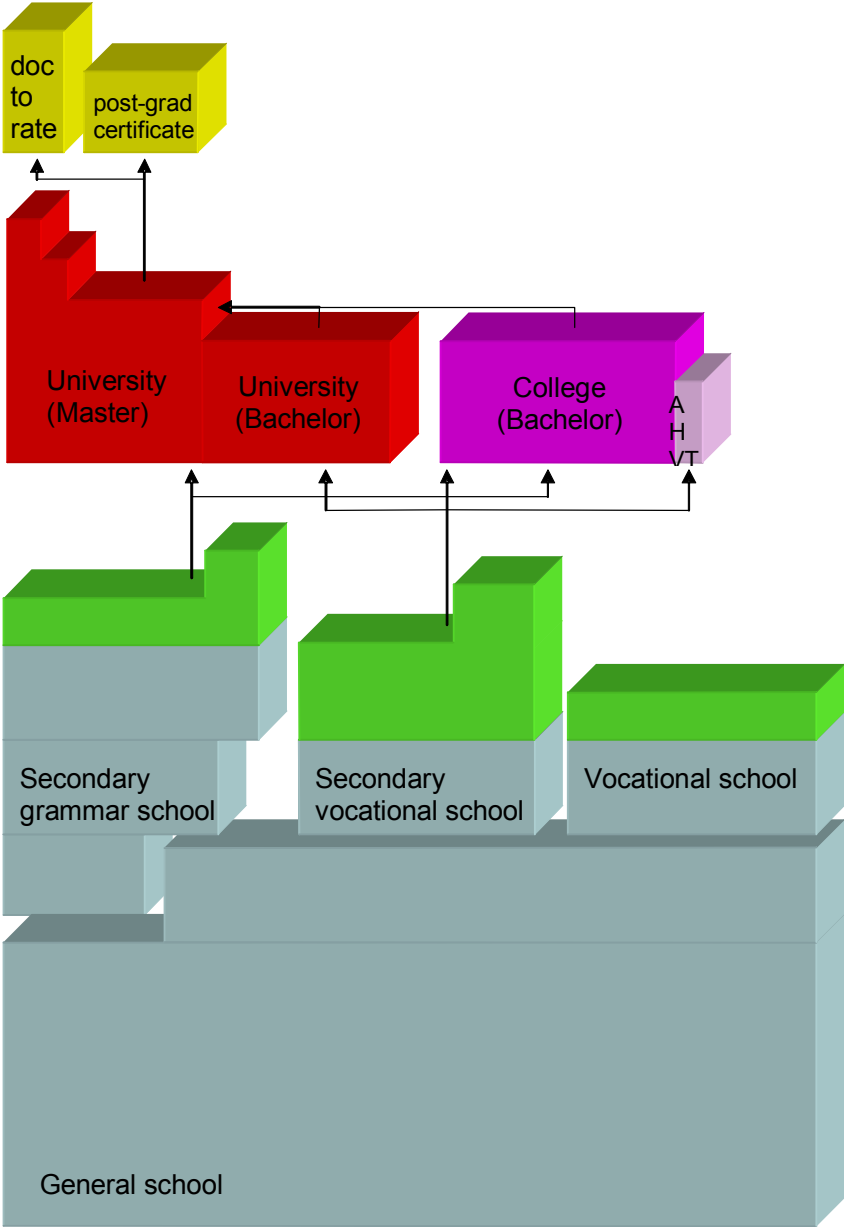 doc
to
rate
post-grad
certificate
University
(Master)
University
(Bachelor)
College
(Bachelor)
A
H
VT
Secondary
grammar school
Secondary
vocational school
Vocational school
General school